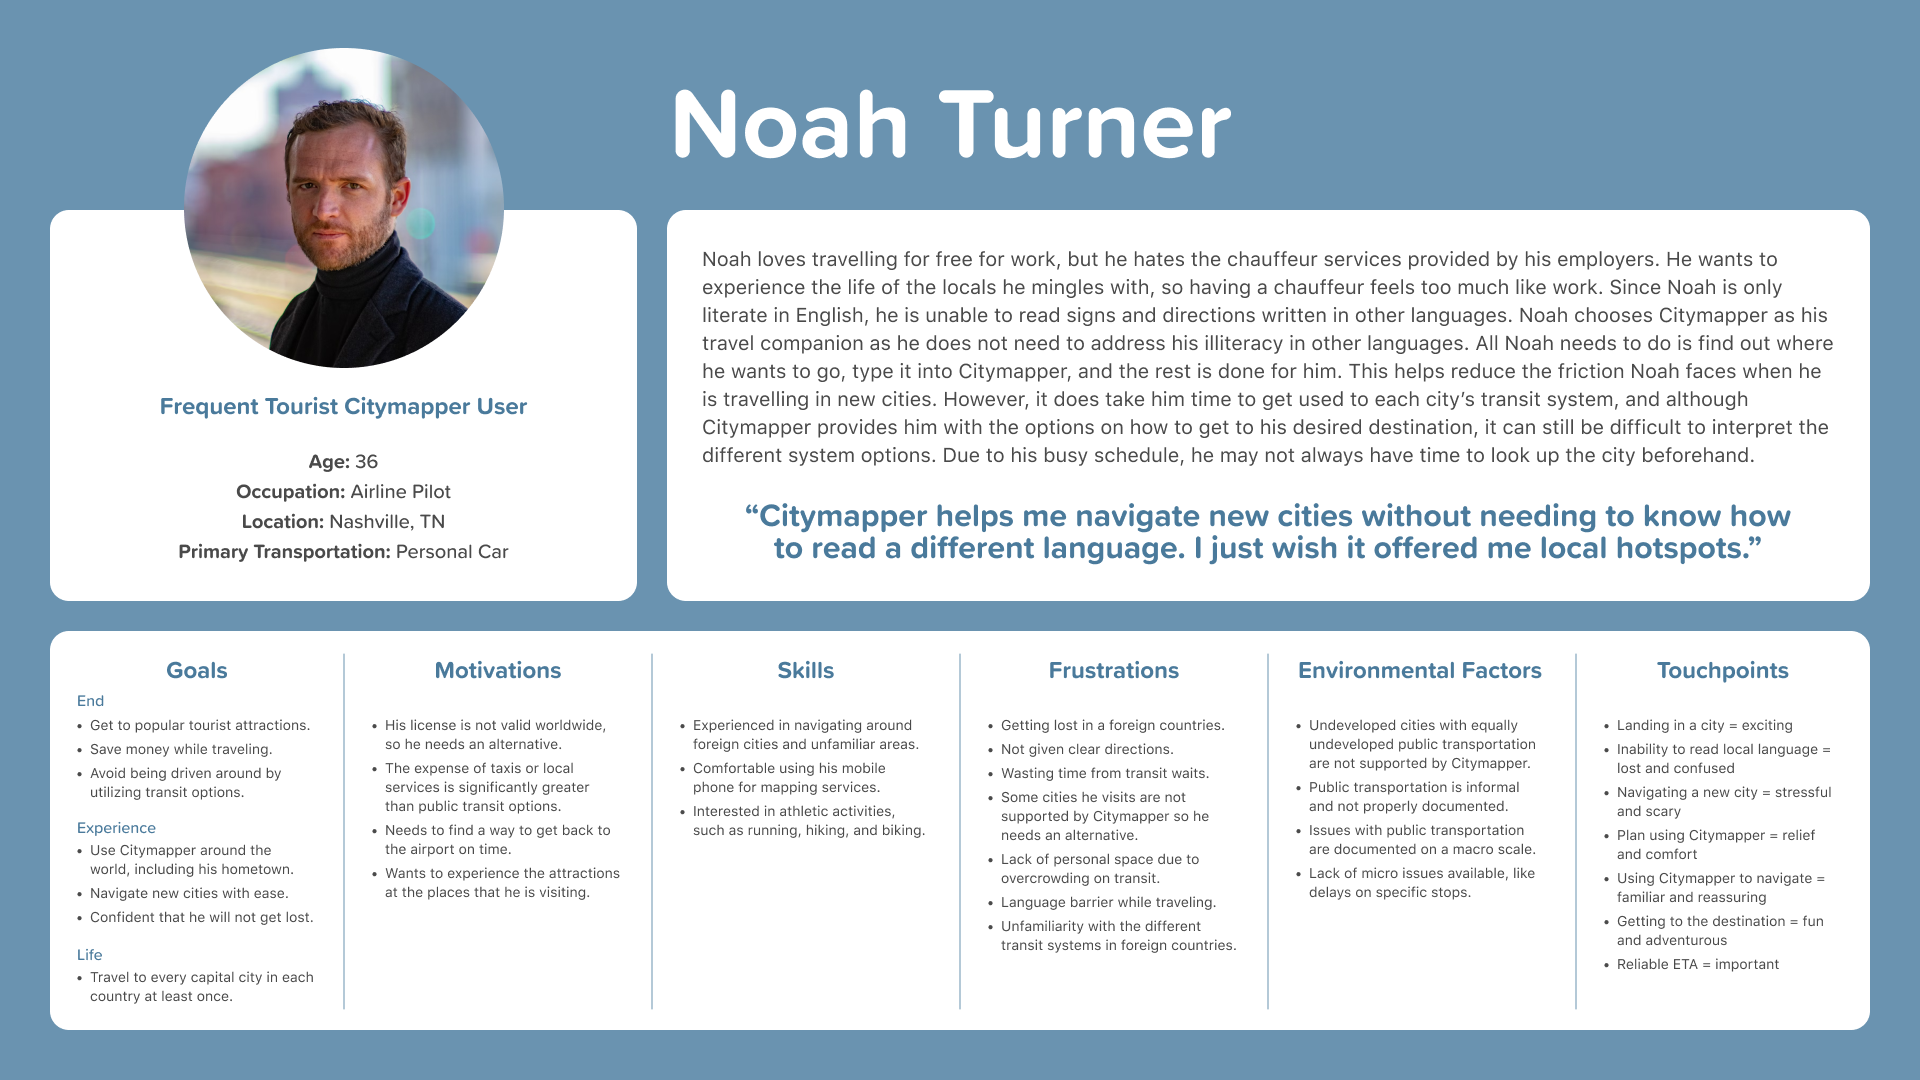 Noah Turner
Frequent Tourist Citymapper User
Age: 36
Occupation: Airline Pilot
Location: Nashville, TN
Primary Transportation: Personal Car
Noah loves travelling for free for work, but he hates the chauffeur services provided by his employers. He wants to
experience the life of the locals he mingles with, so having a chauffeur feels too much like work. Since Noah is only
literate in English, he is unable to read signs and directions written in other languages. Noah chooses Citymapper as his
travel companion as he does not need to address his illiteracy in other languages. All Noah needs to do is find out where
he wants to go, type it into Citymapper, and the rest is done for him. This helps reduce the friction Noah faces when he
is travelling in new cities. However, it does take him time to get used to each city’s transit system, and although
Citymapper provides him with the options on how to get to his desired destination, it can still be difficult to interpret the
different system options. Due to his busy schedule, he may not always have time to look up the city beforehand.
“Citymapper helps me navigate new cities without needing to know how
to read a different language. I just wish it offered me local hotspots.”
Goals
End
• Get to popular tourist attractions.
• Save money while traveling.
• Avoid being driven around by
utilizing transit options.
Experience
• Use Citymapper around the
world, including his hometown.
• Navigate new cities with ease.
• Confident that he will not get lost.
Life
• Travel to every capital city in each
country at least once.
Motivations
• His license is not valid worldwide,
so he needs an alternative.
• The expense of taxis or local
services is significantly greater
than public transit options.
• Needs to find a way to get back to
the airport on time.
• Wants to experience the attractions
at the places that he is visiting.
Skills
• Experienced in navigating around
foreign cities and unfamiliar areas.
• Comfortable using his mobile
phone for mapping services.
• Interested in athletic activities,
such as running, hiking, and biking.
Frustrations
• Getting lost in a foreign countries.
• Not given clear directions.
• Wasting time from transit waits.
• Some cities he visits are not
supported by Citymapper so he
needs an alternative.
• Lack of personal space due to
overcrowding on transit.
• Language barrier while traveling.
• Unfamiliarity with the different
transit systems in foreign countries.
Environmental Factors
• Undeveloped cities with equally
undeveloped public transportation
are not supported by Citymapper.
• Public transportation is informal
and not properly documented.
• Issues with public transportation
are documented on a macro scale.
• Lack of micro issues available, like
delays on specific stops.
Touchpoints
• Landing in a city = exciting
• Inability to read local language =
lost and confused
• Navigating a new city = stressful
and scary
• Plan using Citymapper = relief
and comfort
• Using Citymapper to navigate =
familiar and reassuring
• Getting to the destination = fun
and adventurous
• Reliable ETA = important